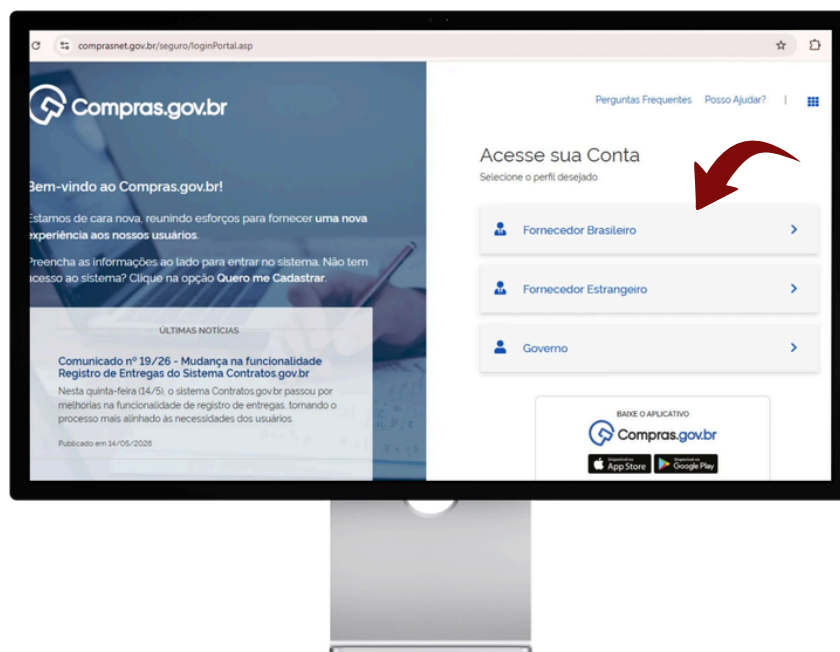 comprasnet.gov.br/seguro/loginPortal.asp
Compras.gov.br
Perguntas Frequentes Posso Ajudar? |
Bem-vindo ao Compras.gov.br!
Estamos de cara nova, reunindo esforços para fornecer uma nova
experiência aos nossos usuários.
Preencha as informações ao lado para entrar no sistema. Não tem
acesso ao sistema? Clique na opção Quero me Cadastrar.
ÚLTIMAS NOTÍCIAS
Comunicado nº 19/26 - Mudança na funcionalidade
Registro de Entregas do Sistema Contratos.gov.br
Nesta quinta-feira (14/5), o sistema Contratos.gov.br passou por
melhorias na funcionalidade de registro de entregas, tornando o
processo mais alinhado às necessidades dos usuários.
Publicado em 14/05/2026
Acesse sua Conta
Selecione o perfil desejado.
Fornecedor Brasileiro
Fornecedor Estrangeiro
Governo
BAIXE O APLICATIVO
Compras.gov.br
Disponível na
App Store
Disponível no
Google Play